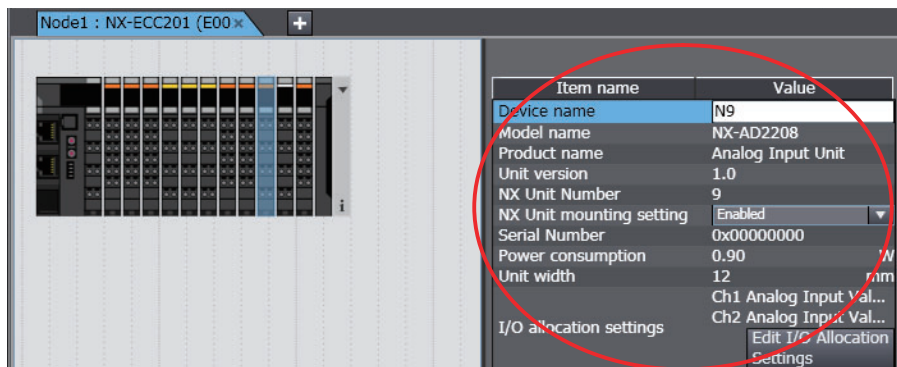 Node1 : NX-ECC201 (E00 × +
Item name Value
Device name N9
Model name NX-AD2208
Product name Analog Input Unit
Unit version 1.0
NX Unit Number 9
NX Unit mounting setting Enabled
Serial Number 0x00000000
Power consumption 0.90 W
Unit width 12 mm
Ch1 Analog Input Val...
Ch2 Analog Input Val...
I/O allocation settings
Edit I/O Allocation
Settings
i